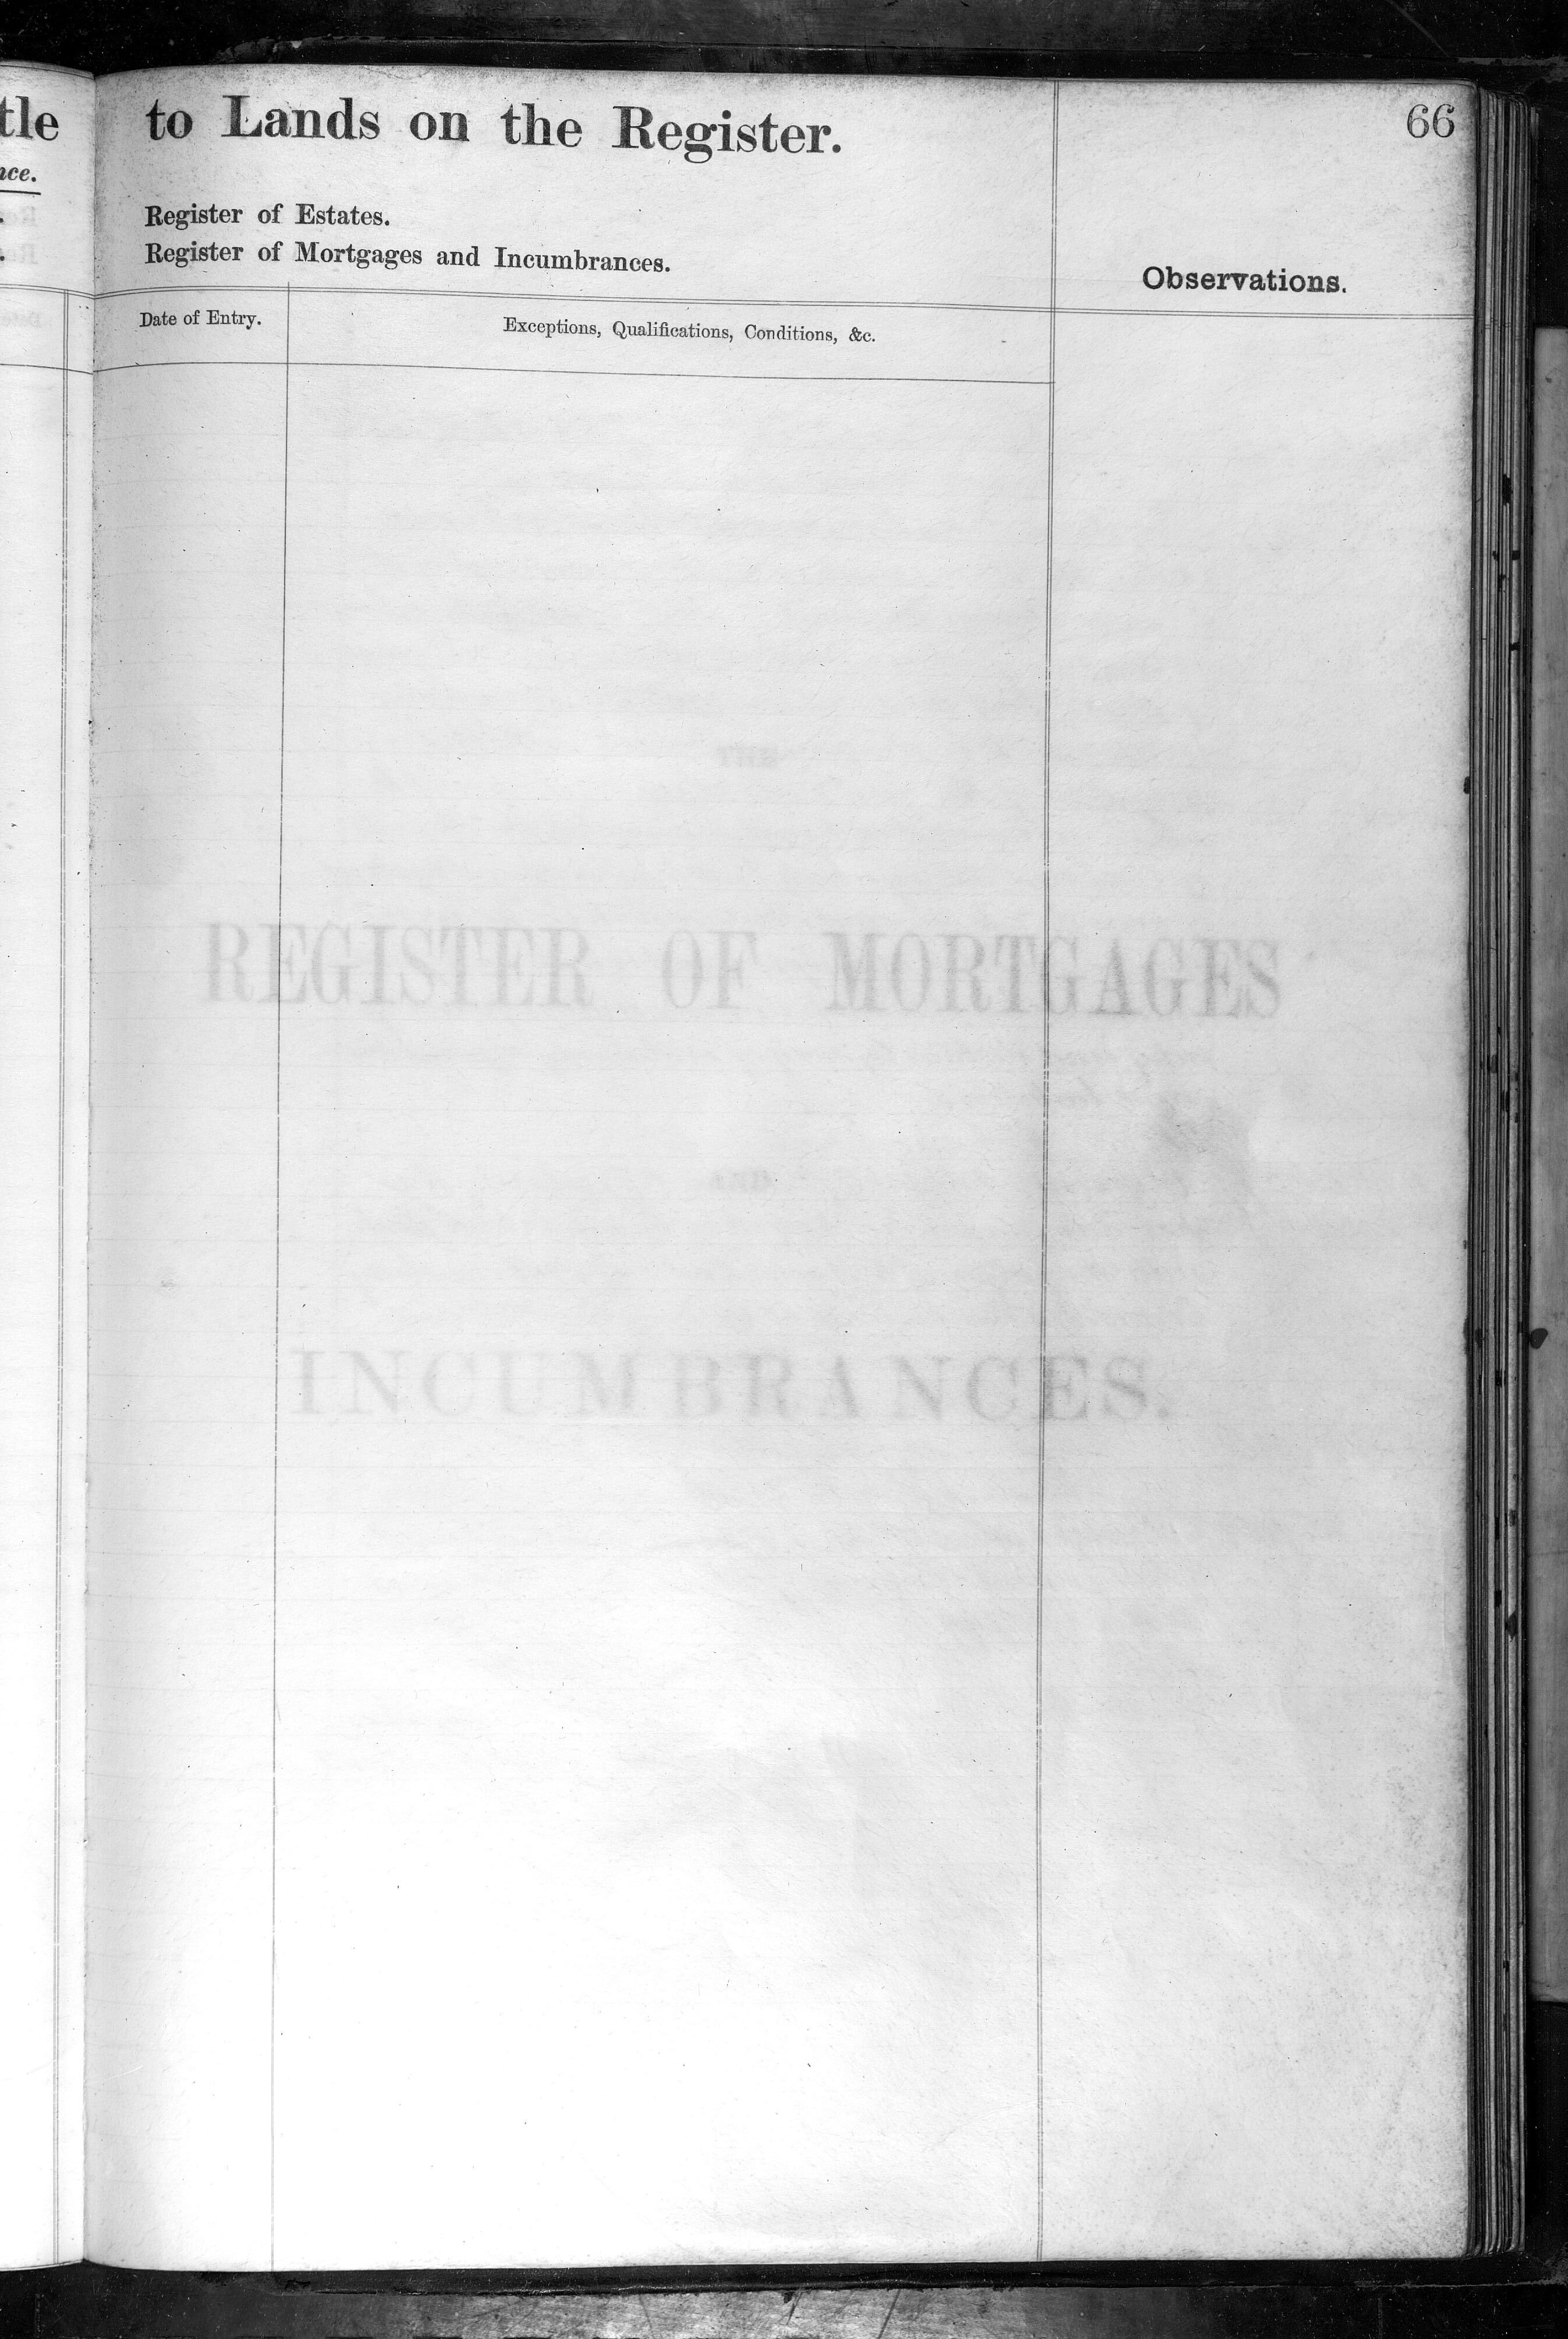 tle to Lands on the Register.
66
nce.
Register of Estates.
Register of Mortgages and Incumbrances.
Observations.
Date of Entry.
Exceptions, Qualifications, Conditions, &c.
THE
REGISTER OF MORTGAGES
AND
INCUMBRANCES.